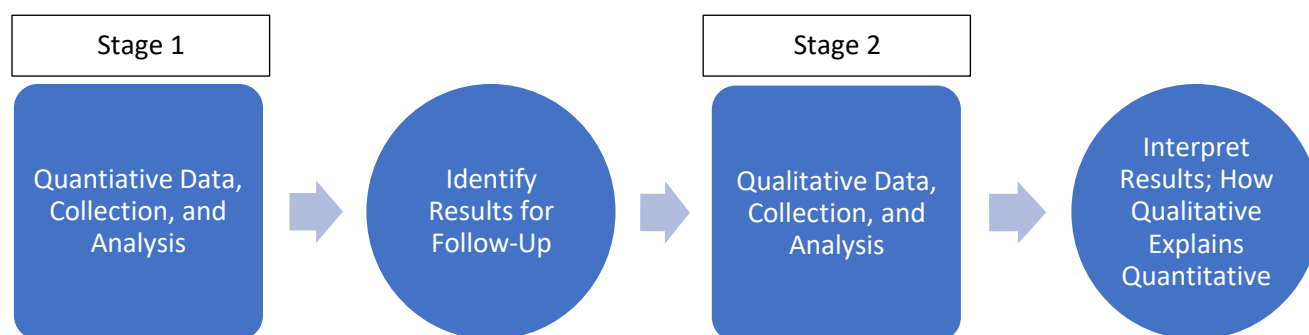 Stage 1
Stage 2
Quantiative Data,
Collection, and
Analysis
Identify
Results for
Follow-Up
Qualitative Data,
Collection, and
Analysis
Interpret
Results; How
Qualitative
Explains
Quantitative